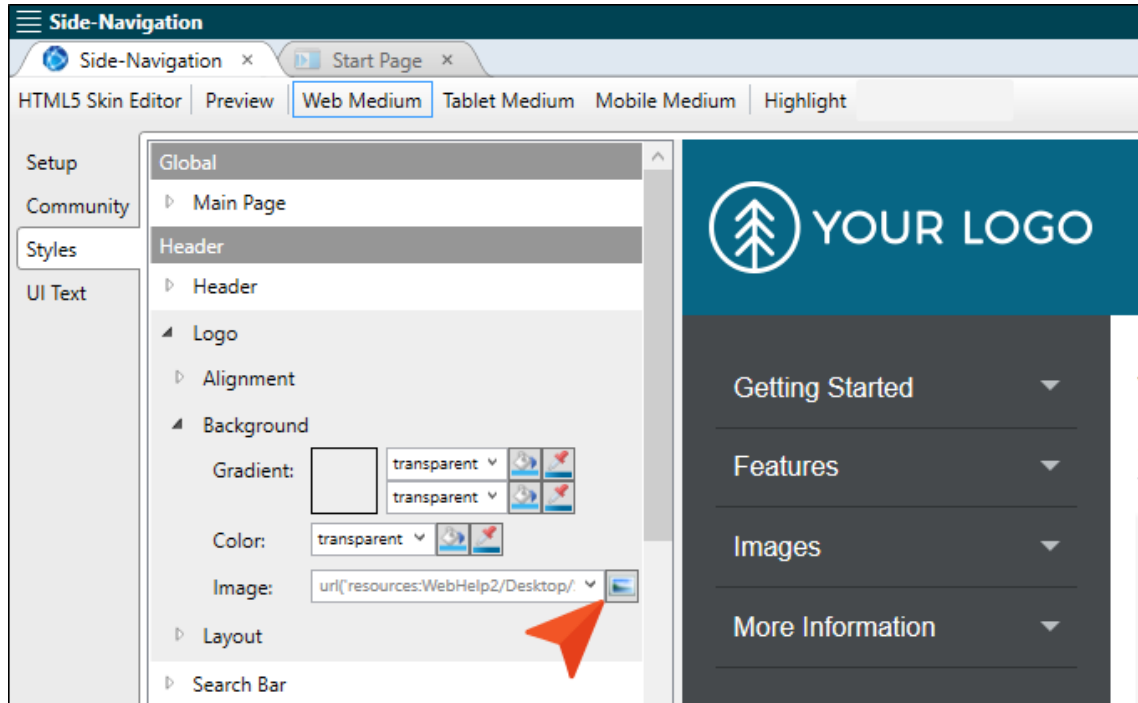 Side-Navigation
Side-Navigation × Start Page ×
HTML5 Skin Editor Preview Web Medium Tablet Medium Mobile Medium Highlight
Setup
Community
Styles
UI Text
Global
Main Page
Header
Header
Logo
Alignment
Background
Gradient: transparent
transparent
Color: transparent
Image: url('resources:WebHelp2/Desktop/
Layout
Search Bar
YOUR LOGO
Getting Started
Features
Images
More Information